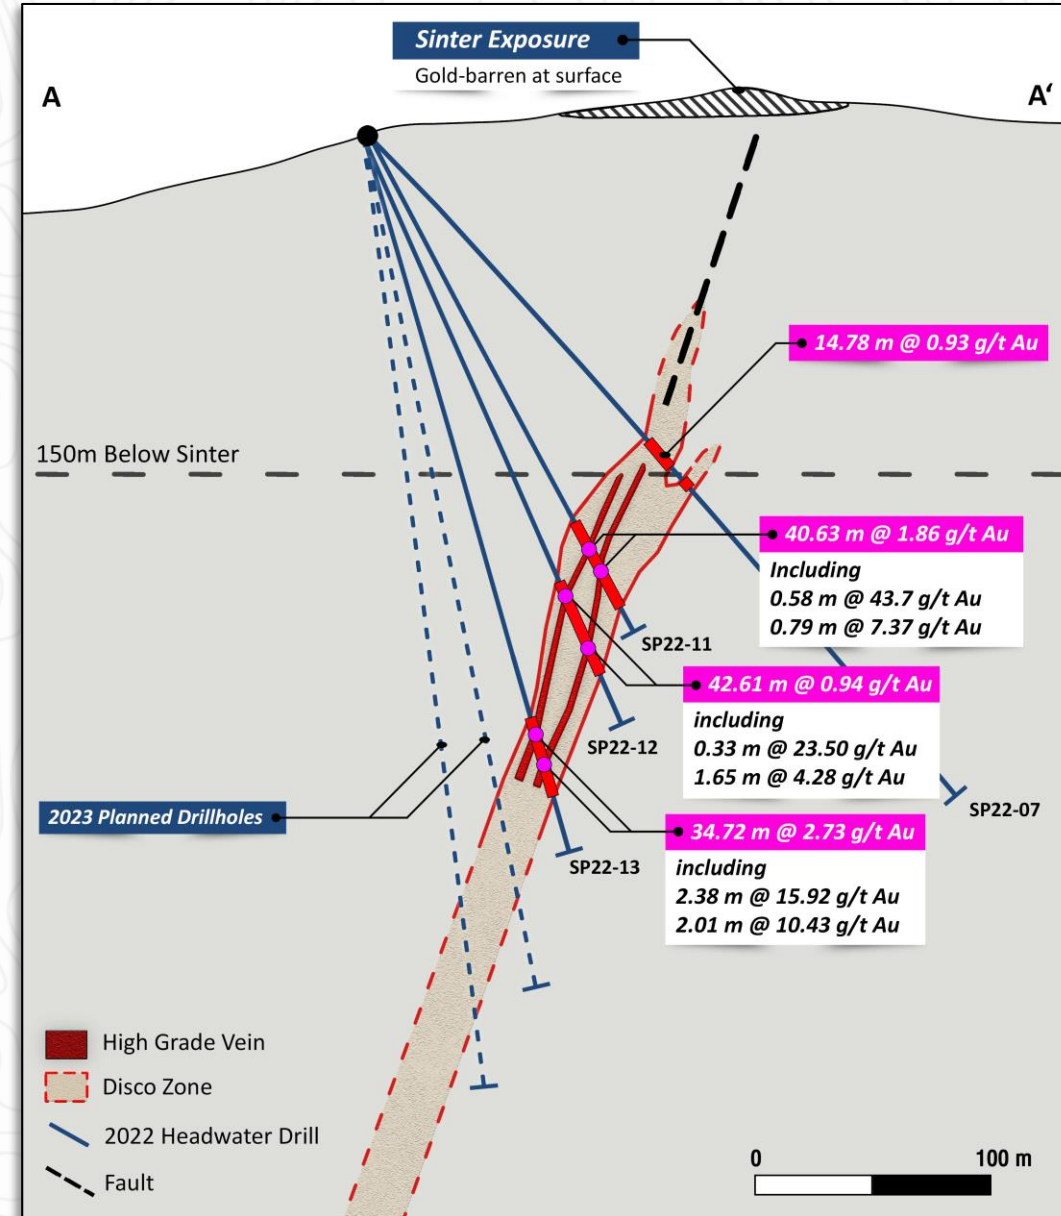 Sinter Exposure
Gold-barren at surface
A
A‘
14.78 m @ 0.93 g/t Au
150m Below Sinter
40.63 m @ 1.86 g/t Au
Including
0.58 m @ 43.7 g/t Au
0.79 m @ 7.37 g/t Au
SP22-11
42.61 m @ 0.94 g/t Au
including
0.33 m @ 23.50 g/t Au
1.65 m @ 4.28 g/t Au
SP22-12
SP22-07
2023 Planned Drillholes
34.72 m @ 2.73 g/t Au
including
2.38 m @ 15.92 g/t Au
2.01 m @ 10.43 g/t Au
SP22-13
High Grade Vein
Disco Zone
2022 Headwater Drill
Fault
0 100 m